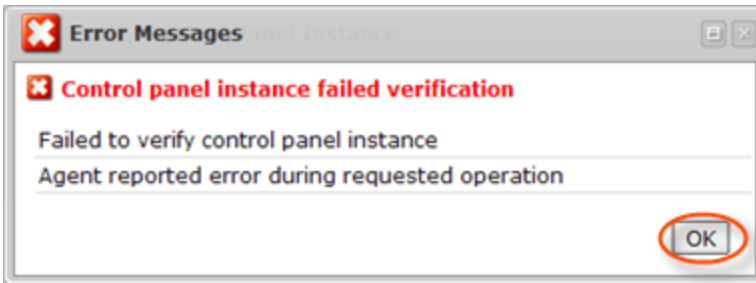 Error Messages
Control panel instance failed verification
Failed to verify control panel instance
Agent reported error during requested operation
OK